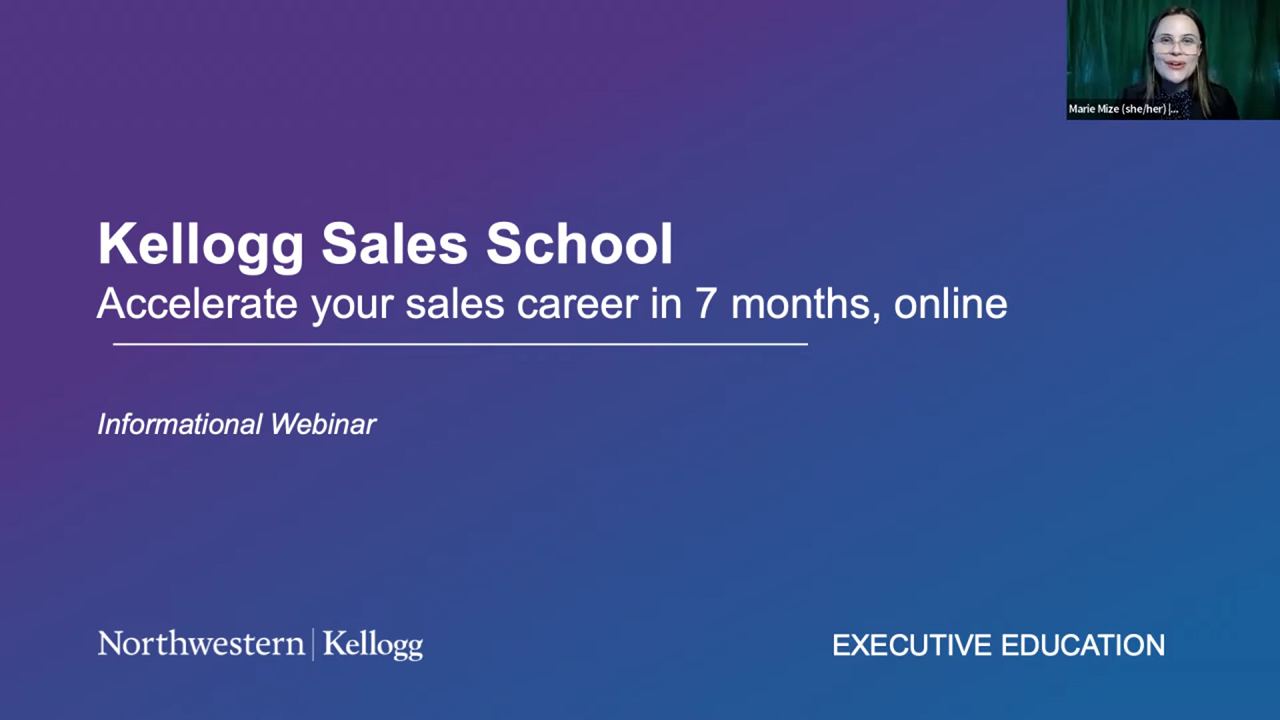 Marie Mize (she/her) |...
Kellogg Sales School
Accelerate your sales career in 7 months, online
Informational Webinar
Northwestern | Kellogg
EXECUTIVE EDUCATION